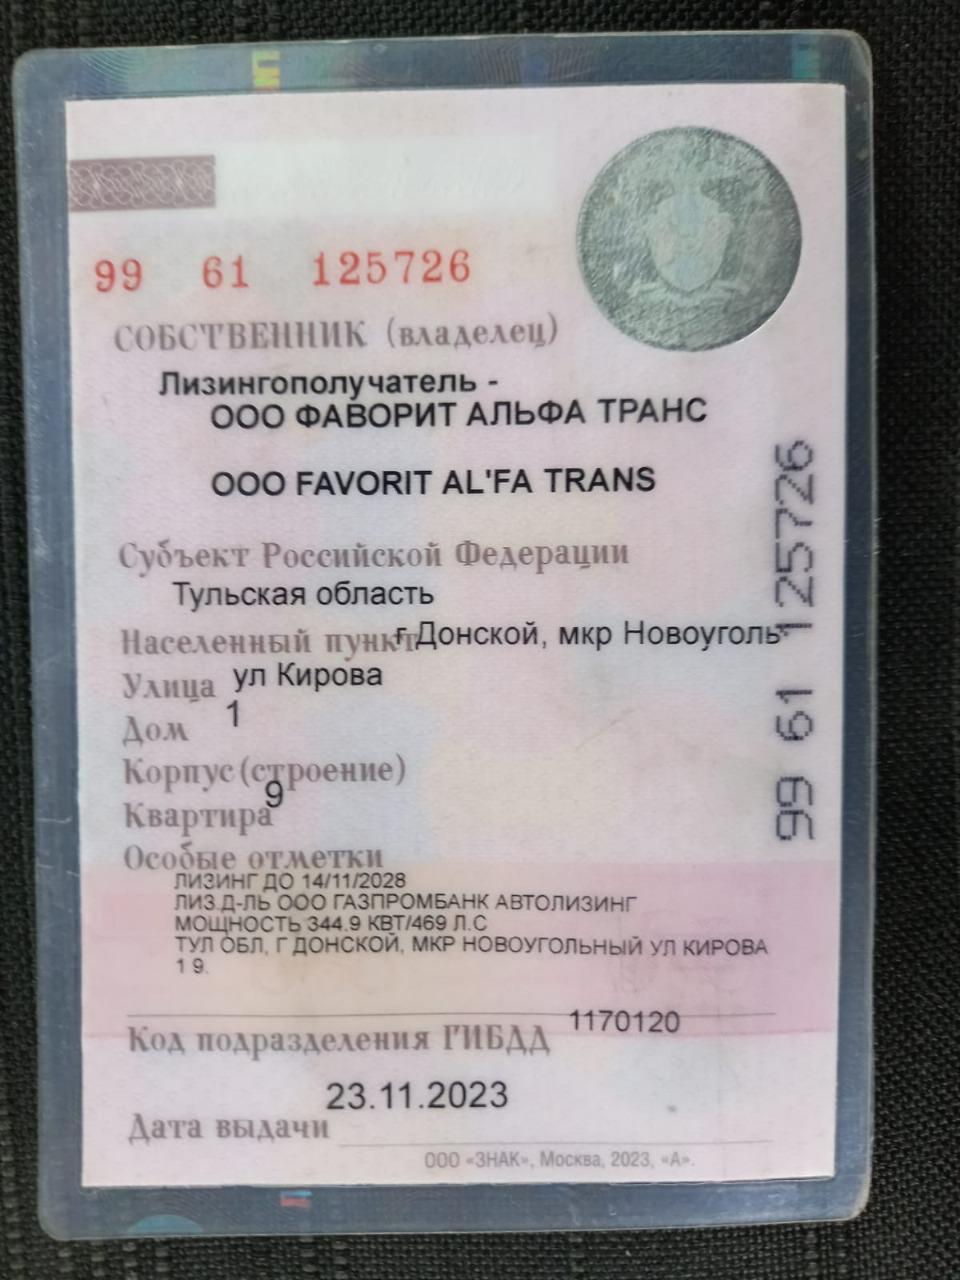 99 61 125726
СОБСТВЕННИК (владелец)
Лизингополучатель -
ООО ФАВОРИТ АЛЬФА ТРАНС
ООО FAVORIT AL'FA TRANS
Субъект Российской Федерации
Тульская область
Населенный пункт г Донской, мкр Новоуголь
Улица ул Кирова
Дом 1
Корпус (строение)
Квартира 9
Особые отметки
ЛИЗИНГ ДО 14/11/2028
ЛИЗ.Д-ЛЬ ООО ГАЗПРОМБАНК АВТОЛИЗИНГ
МОЩНОСТЬ 344.9 КВТ/469 Л.С
ТУЛ ОБЛ, Г ДОНСКОЙ, МКР НОВОУГОЛЬНЫЙ УЛ КИРОВА
1 9.
Код подразделения ГИБДД 1170120
23.11.2023
Дата выдачи
ООО «ЗНАК», Москва, 2023, «А».
99 61 125726